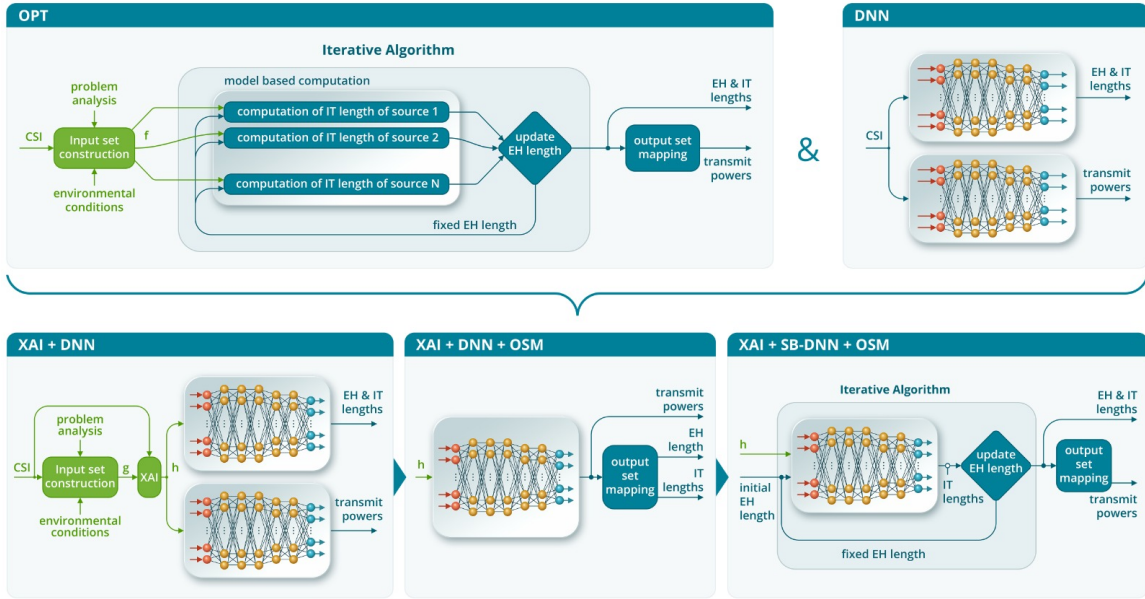 OPT
Iterative Algorithm
model based computation
problem
analysis
CSI
Input set
construction
f
environmental
conditions
computation of IT length of source 1
computation of IT length of source 2
computation of IT length of source N
update
EH length
fixed EH length
EH & IT
lengths
output set
mapping
transmit
powers
&
DNN
CSI
EH & IT
lengths
transmit
powers
XAI + DNN
problem
analysis
CSI
Input set
construction
g
XAI
h
environmental
conditions
EH & IT
lengths
transmit
powers
XAI + DNN + OSM
h
transmit
powers
EH
length
output
set
mapping
IT
lengths
XAI + SB-DNN + OSM
Iterative Algorithm
h
initial
EH
length
IT
lengths
update
EH length
fixed EH length
EH & IT
lengths
output
set
mapping
transmit
powers